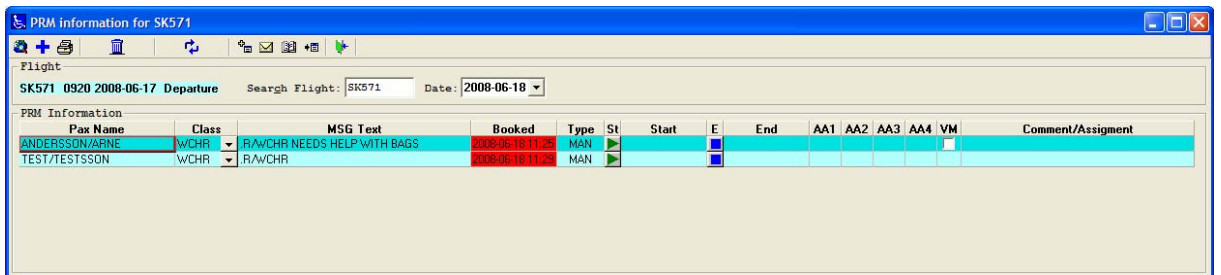 PRM information for SK571
Flight
SK571 0920 2008-06-17 Departure Search Flight: SK571 Date: 2008-06-18
PRM Information
Pax Name Class MSG Text Booked Type St Start E End AA1 AA2 AA3 AA4 VM Comment/Assigment
ANDERSSON/ARNE WCHR .R/WCHR NEEDS HELP WITH BAGS 2008-06-18 11:25 MAN
TEST/TESTSSON WCHR .R/WCHR 2008-06-18 11:29 MAN